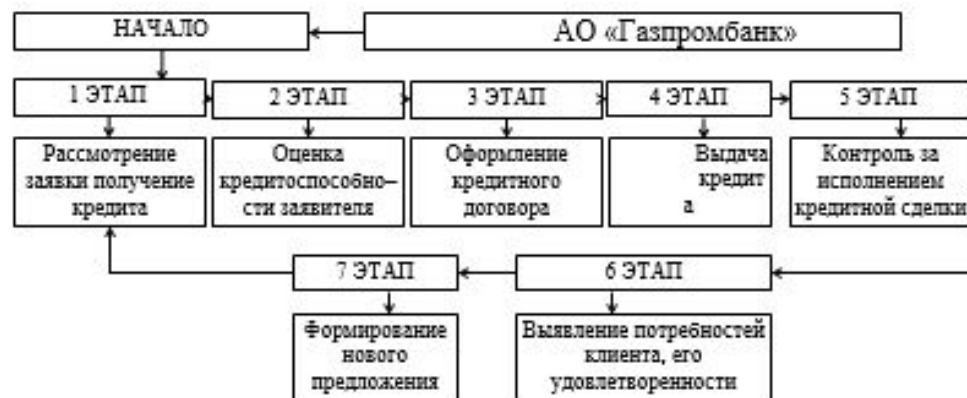 НАЧАЛО
АО «Газпромбанк»
1 ЭТАП
2 ЭТАП
3 ЭТАП
4 ЭТАП
5 ЭТАП
Рассмотрение
заявки получение
кредита
Оценка
кредитоспособно–
сти заявителя
Оформление
кредитного
договора
Выдача
кредит
а
Контроль за
исполнением
кредитной сделки
7 ЭТАП
6 ЭТАП
Формирование
нового
предложения
Выявление потребностей
клиента, его
удовлетворенности